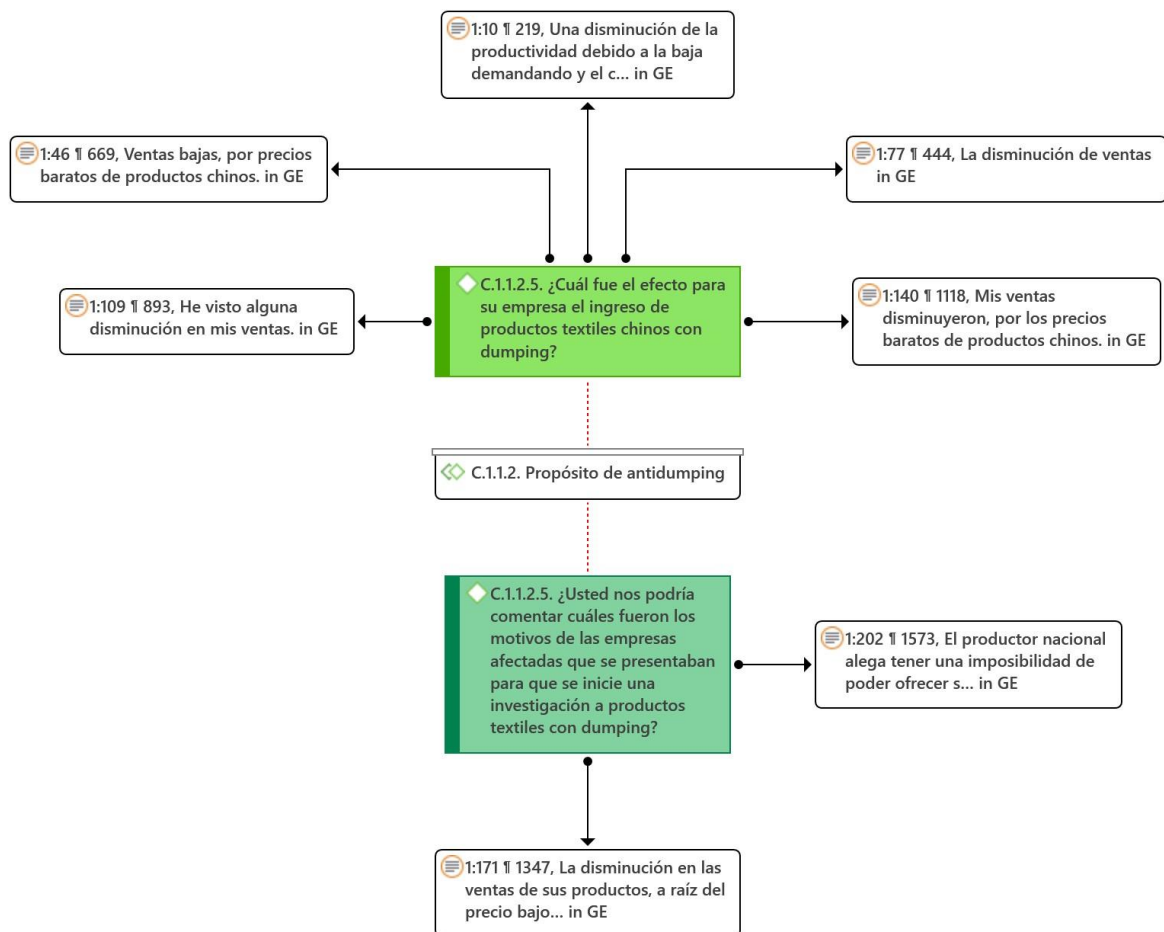 1:10 ¶ 219, Una disminución de la
productividad debido a la baja
demandando y el c... in GE
1:46 ¶ 669, Ventas bajas, por precios
baratos de productos chinos. in GE
1:77 ¶ 444, La disminución de ventas
in GE
C.1.1.2.5. ¿Cuál fue el efecto para
su empresa el ingreso de
productos textiles chinos con
dumping?
1:109 ¶ 893, He visto alguna
disminución en mis ventas. in GE
1:140 ¶ 1118, Mis ventas
disminuyeron, por los precios
baratos de productos chinos. in GE
C.1.1.2. Propósito de antidumping
C.1.1.2.5. ¿Usted nos podría
comentar cuáles fueron los
motivos de las empresas
afectadas que se presentaban
para que se inicie una
investigación a productos
textiles con dumping?
1:202 ¶ 1573, El productor nacional
alega tener una imposibilidad de
poder ofrecer s... in GE
1:171 ¶ 1347, La disminución en las
ventas de sus productos, a raíz del
precio bajo... in GE